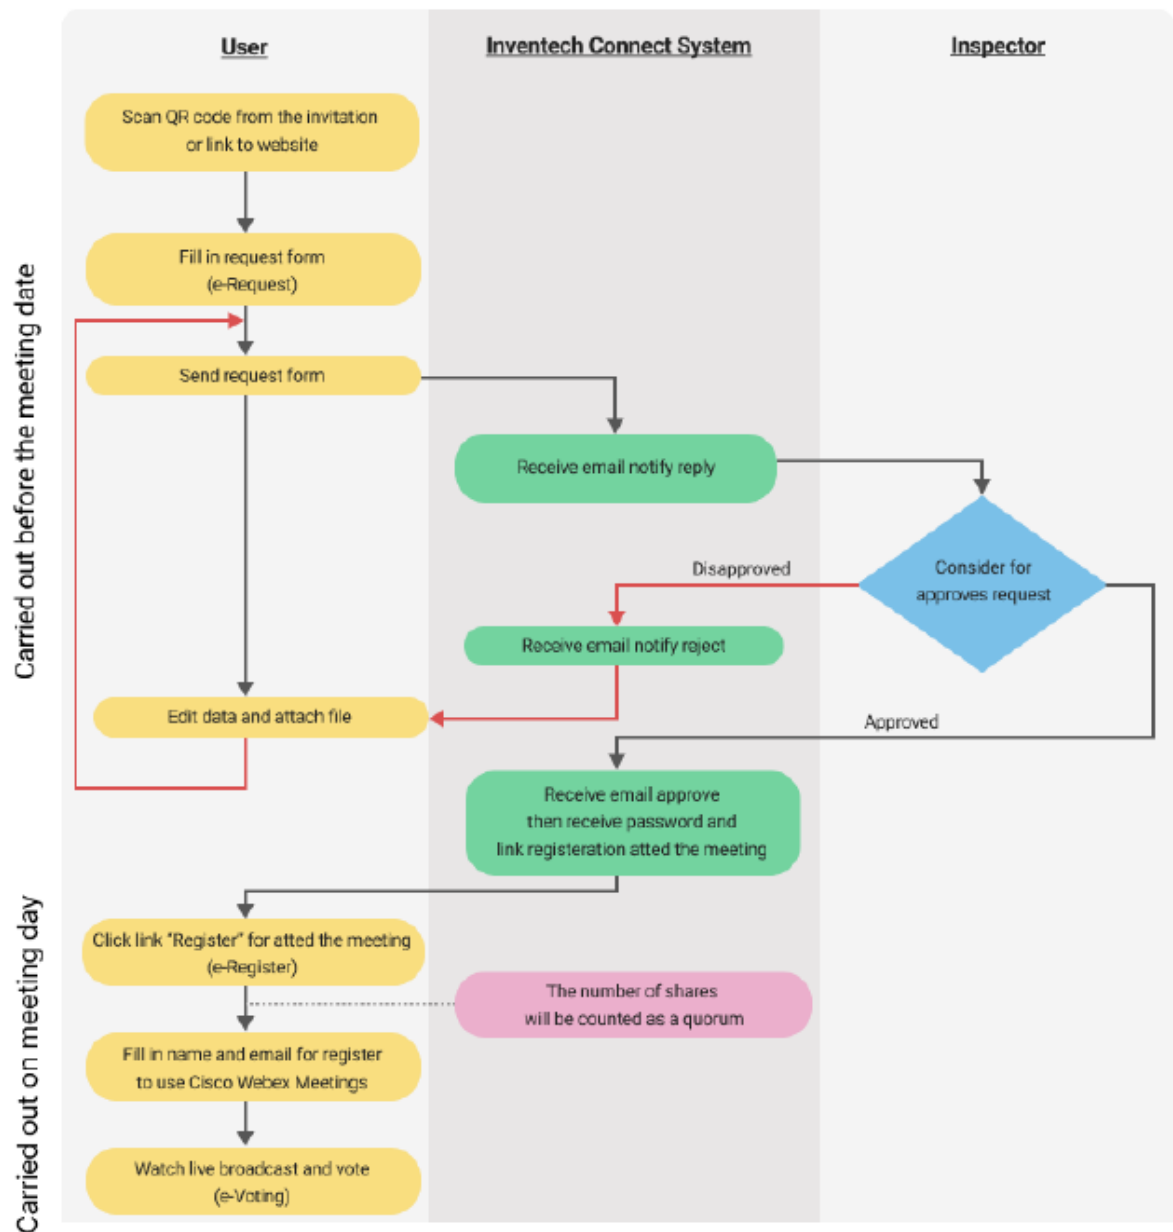 User
Inventech Connect System
Inspector
Carried out before the meeting date
Scan QR code from the invitation
or link to website
Fill in request form
(e-Request)
Send request form
Receive email notify reply
Consider for
approves request
Disapproved
Receive email notify reject
Edit data and attach file
Approved
Receive email approve
then receive password and
link registeration atted the meeting
Carried out on meeting day
Click link “Register” for atted the meeting
(e-Register)
The number of shares
will be counted as a quorum
Fill in name and email for register
to use Cisco Webex Meetings
Watch live broadcast and vote
(e-Voting)